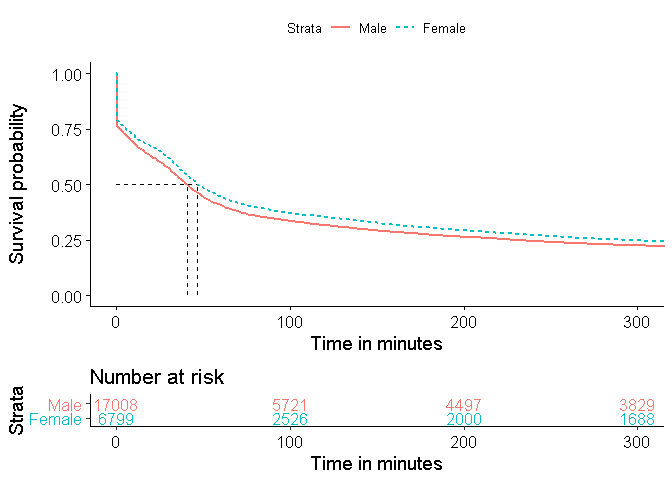 Strata Male Female
Survival probability
1.00
0.75
0.50
0.25
0.00
0 100 200 300
Time in minutes
Number at risk
Strata
Male 17008 5721 4497 3829
Female 6799 2526 2000 1688
0 100 200 300
Time in minutes